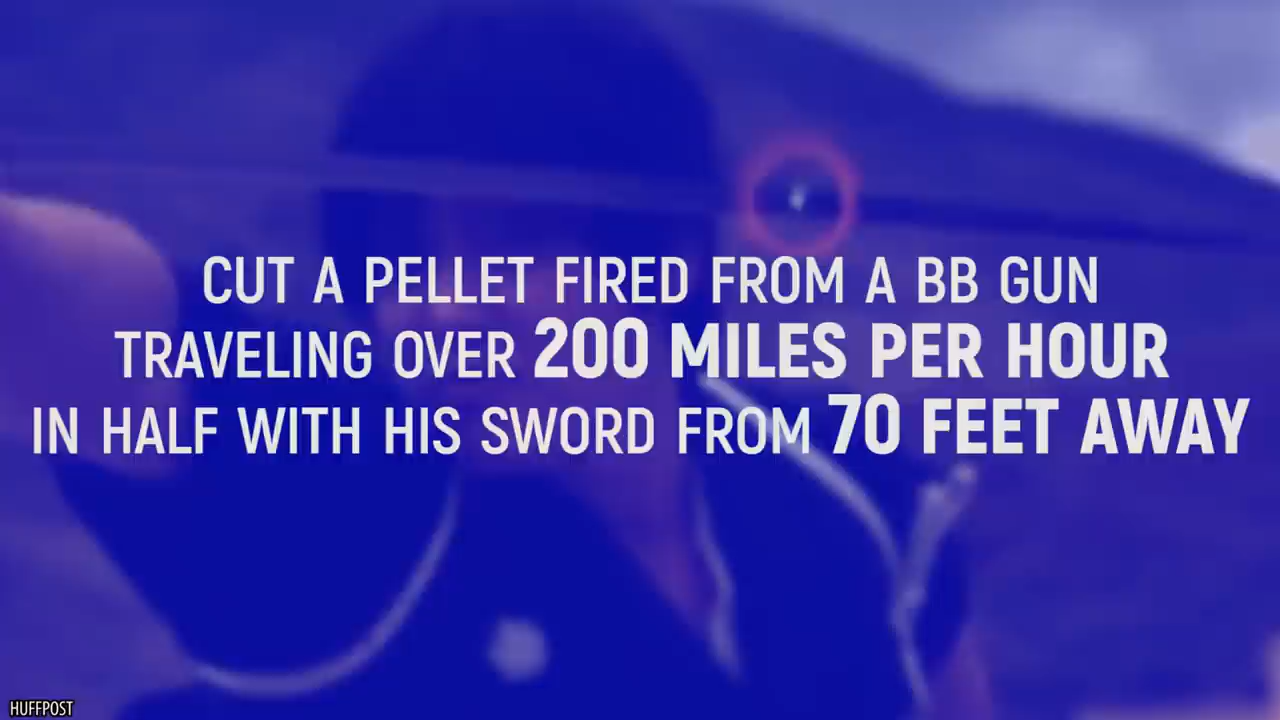 CUT A PELLET FIRED FROM A BB GUN
TRAVELING OVER 200 MILES PER HOUR
IN HALF WITH HIS SWORD FROM 70 FEET AWAY
HUFFPOST